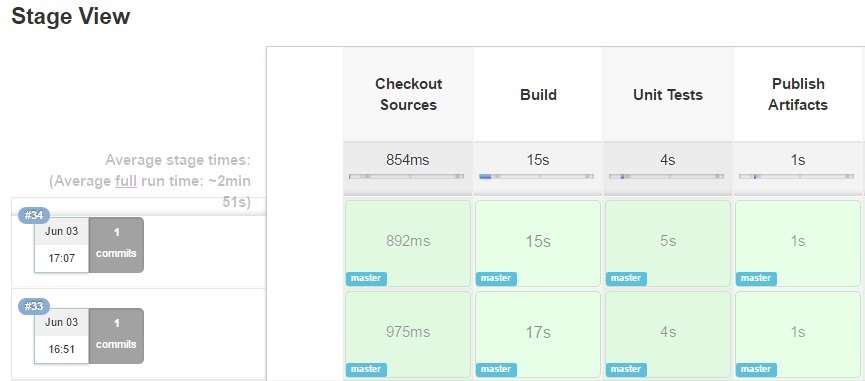 Stage View
Checkout
Sources
Build
Unit Tests
Publish
Artifacts
Average stage times:
(Average full run time: ~2min
51s)
854ms
15s
4s
1s
#34
Jun 03
17:07
1
commits
892ms
master
15s
master
5s
master
1s
master
#33
Jun 03
16:51
1
commits
975ms
master
17s
master
4s
master
1s
master